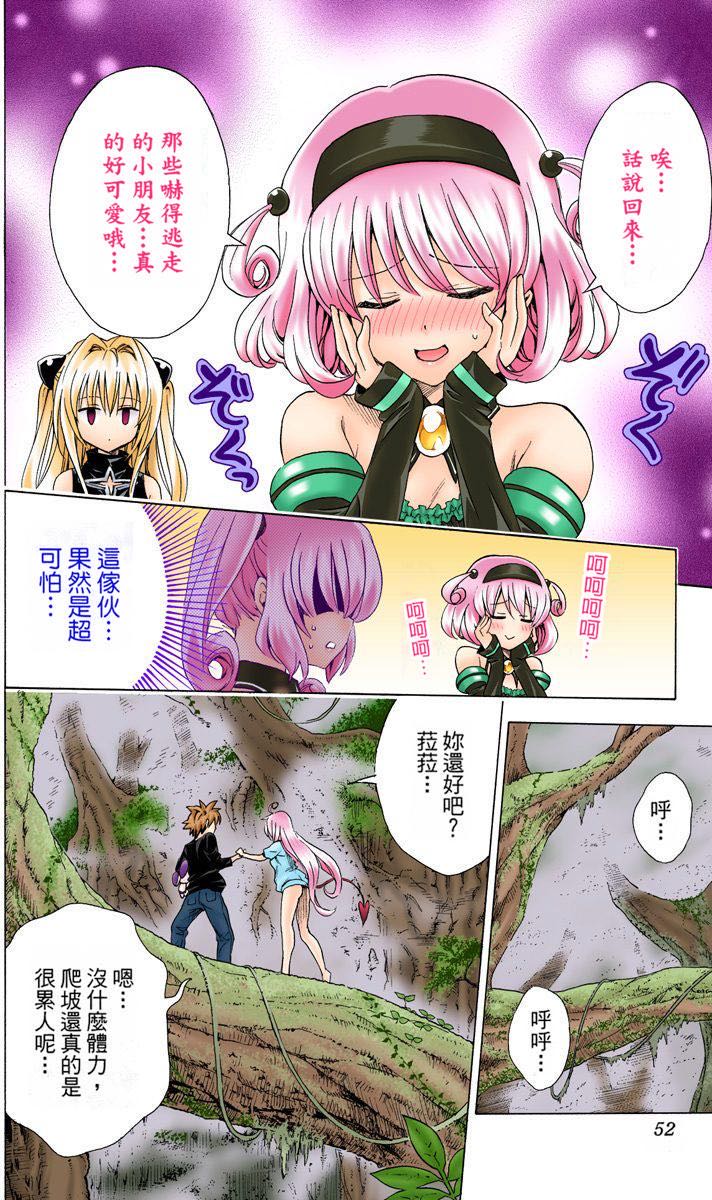 唉…
話說回來…
那些嚇得逃走
的小朋友…真
的好可愛哦…
ぞくっ
ぞくっ
呵呵呵呵…
呵呵呵…
這傢伙…
果然是超
可怕…
呼…
呼呼…
妳還好吧？
菈菈…
嗯…
沒什麼體力，
爬坡還真的是
很累人呢…
52